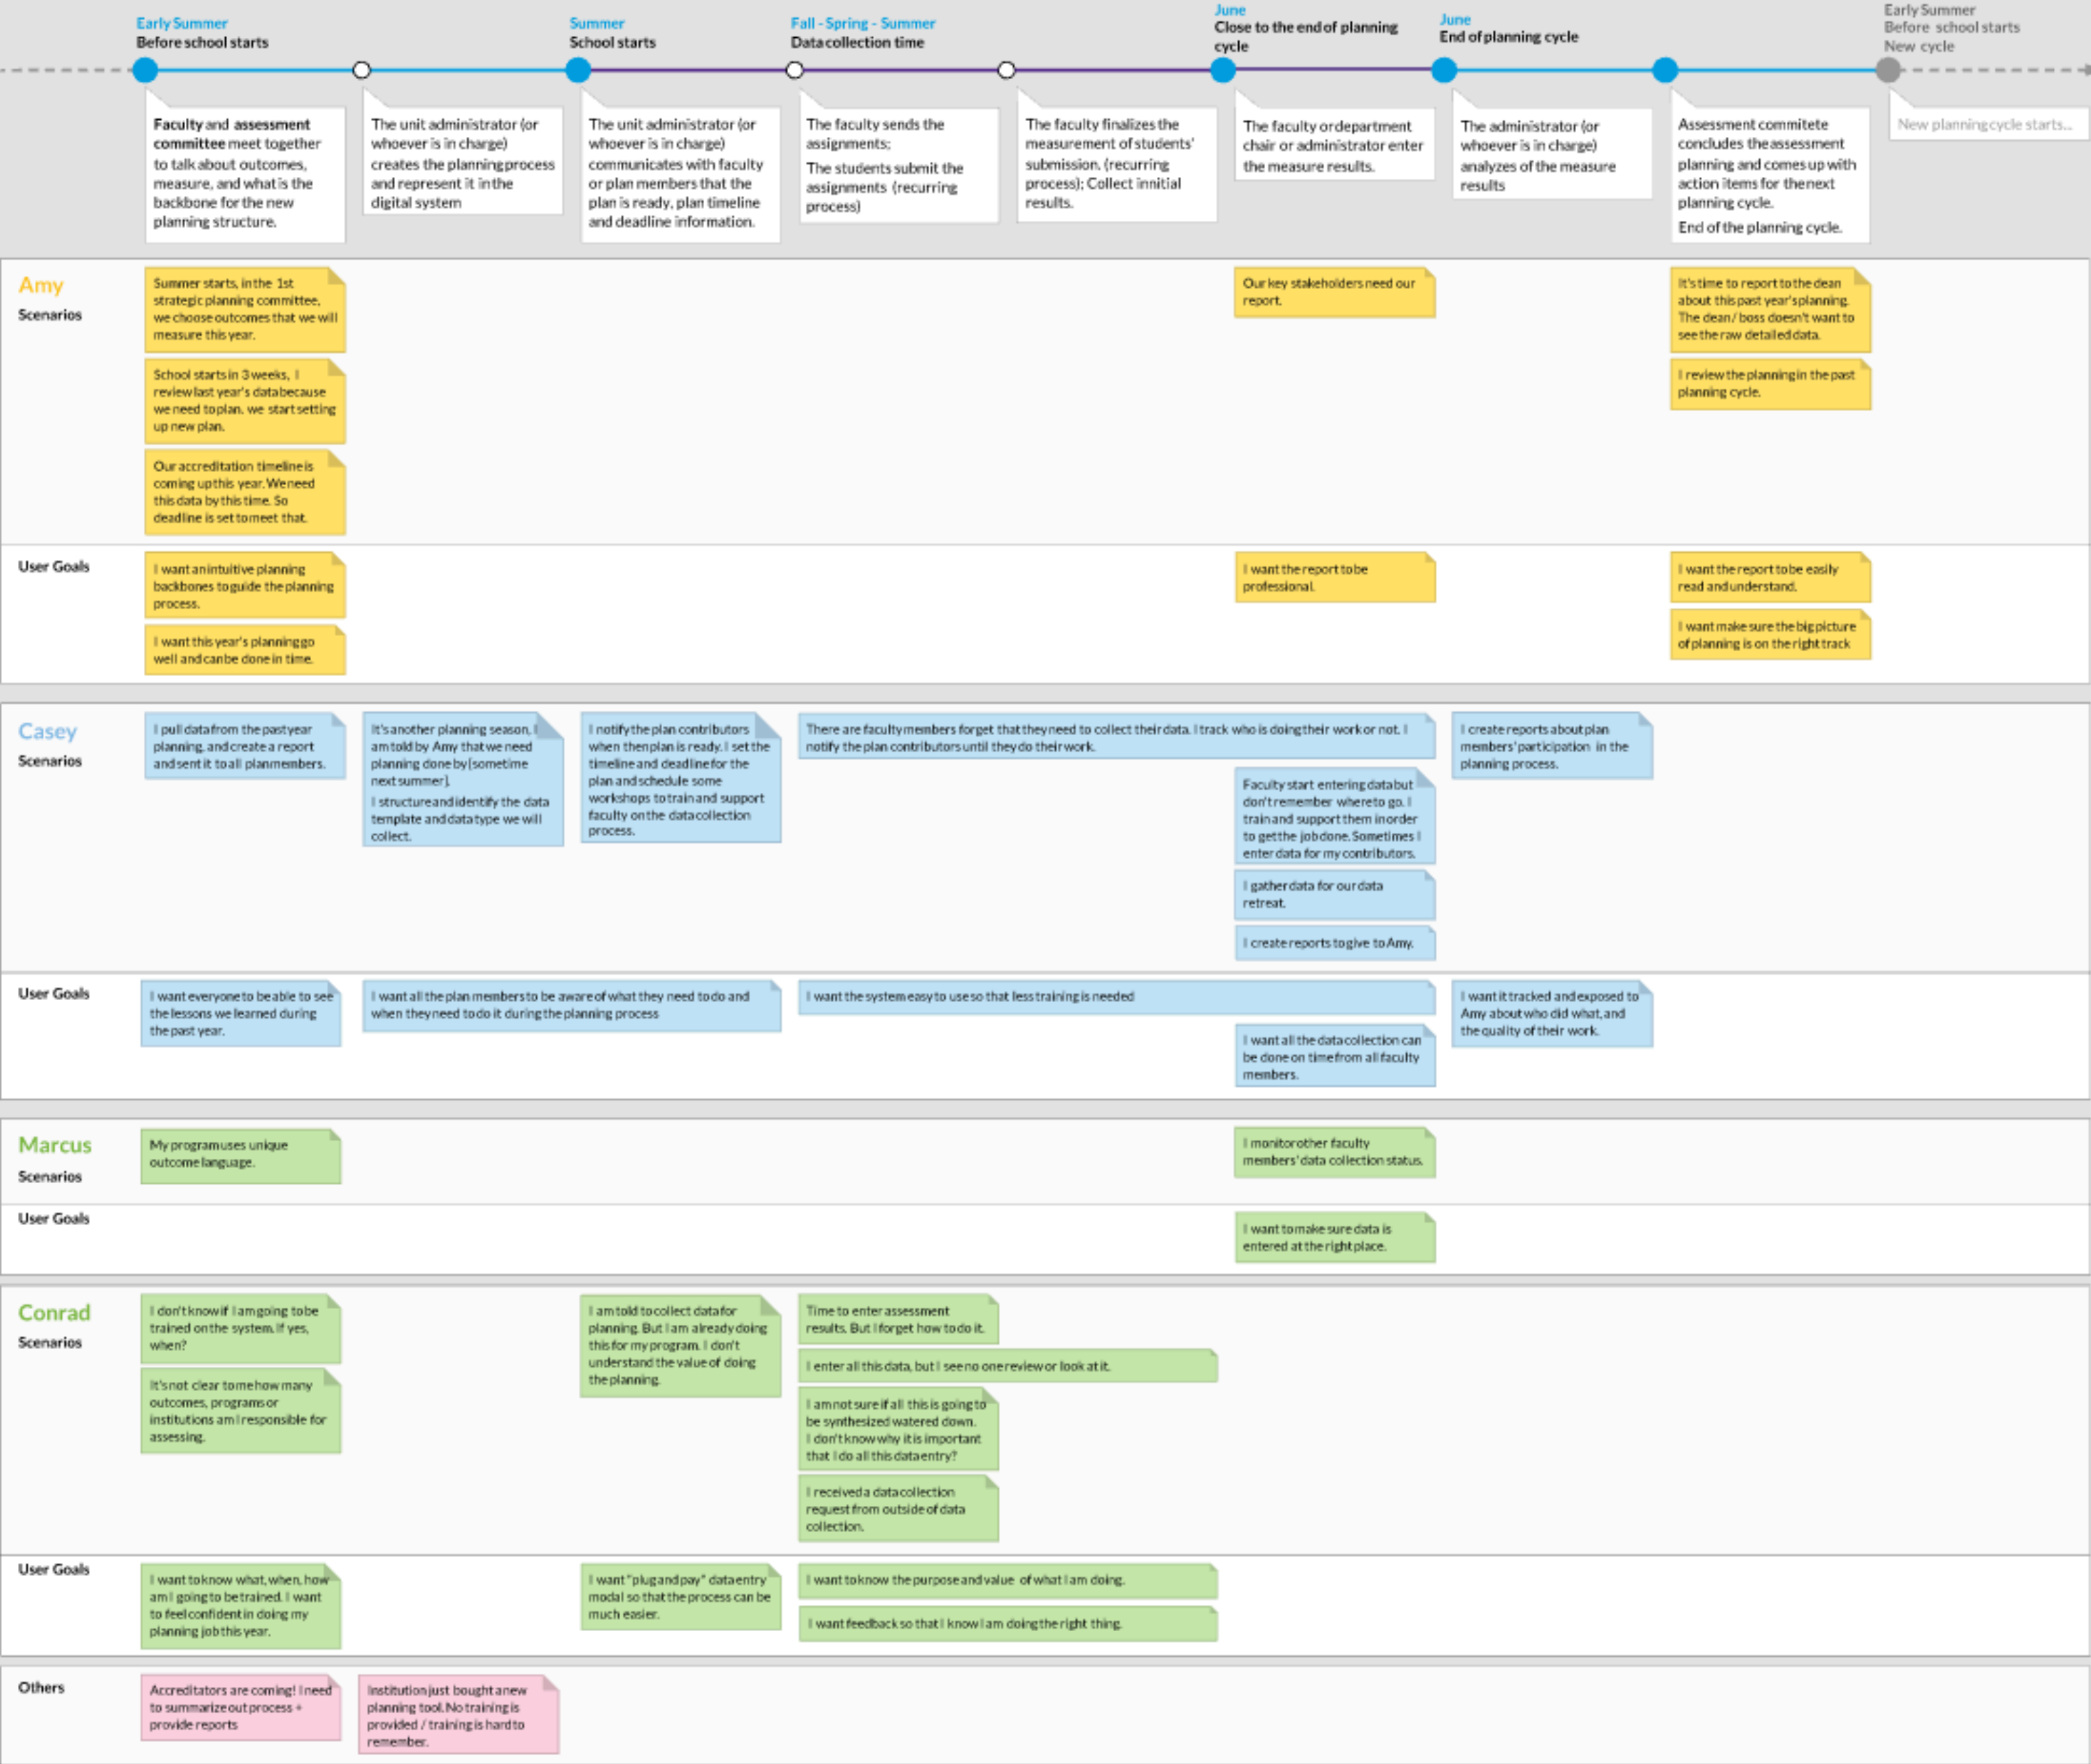 Early Summer
Before school starts
Summer
School starts
Fall - Spring - Summer
Data collection time
June
Close to the end of planning
cycle
June
End of planning cycle
Early Summer
Before school starts
New cycle
Faculty and assessment
committee meet together
to talk about outcomes,
measure, and what is the
backbone for the new
planning structure.
The unit administrator (or
whoever is in charge)
creates the planning process
and represent it in the
digital system
The unit administrator (or
whoever is in charge)
communicates with faculty
or plan members that the
plan is ready, plan timeline
and deadline information.
The faculty sends the
assignments;
The students submit the
assignments (recurring
process)
The faculty finalizes the
measurement of students'
submission. (recurring
process); Collect innitial
results.
The faculty or department
chair or administrator enter
the measure results.
The administrator (or
whoever is in charge)
analyzes of the measure
results
Assessment commitete
concludes the assessment
planning and comes up with
action items for the next
planning cycle.
End of the planning cycle.
New planning cycle starts...
Amy
Scenarios
Summer starts, in the 1st
strategic planning committee,
we choose outcomes that we will
measure this year.
School starts in 3 weeks, I
review last year's data because
we need to plan. we start setting
up new plan.
Our accreditation timeline is
coming up this year. We need
this data by this time. So
deadline is set to meet that.
Our key stakeholders need our
report.
It's time to report to the dean
about this past year's planning.
The dean / boss doesn't want to
see the raw detailed data.
I review the planning in the past
planning cycle.
User Goals
I want an intuitive planning
backbones to guide the planning
process.
I want this year's planning go
well and can be done in time.
I want the report to be
professional.
I want the report to be easily
read and understand.
I want make sure the big picture
of planning is on the right track
Casey
Scenarios
I pull data from the past year
planning, and create a report
and sent it to all plan members.
It's another planning season, I
am told by Amy that we need
planning done by [sometime
next summer].
I structure and identify the data
template and data type we will
collect.
I notify the plan contributors
when then plan is ready. I set the
timeline and deadline for the
plan and schedule some
workshops to train and support
faculty on the data collection
process.
There are faculty members forget that they need to collect their data. I track who is doing their work or not. I
notify the plan contributors until they do their work.
Faculty start entering data but
don't remember where to go. I
train and support them in order
to get the job done. Sometimes I
enter data for my contributors.
I gather data for our data
retreat.
I create reports to give to Amy.
I create reports about plan
members' participation in the
planning process.
User Goals
I want everyone to be able to see
the lessons we learned during
the past year.
I want all the plan members to be aware of what they need to do and
when they need to do it during the planning process
I want the system easy to use so that less training is needed
I want all the data collection can
be done on time from all faculty
members.
I want it tracked and exposed to
Amy about who did what, and
the quality of their work.
Marcus
Scenarios
My program uses unique
outcome language.
I monitor other faculty
members' data collection status.
User Goals
I want to make sure data is
entered at the right place.
Conrad
Scenarios
I don't know if I am going to be
trained on the system. If yes,
when?
It's not clear to me how many
outcomes, programs or
institutions am I responsible for
assessing.
I am told to collect data for
planning. But I am already doing
this for my program. I don't
understand the value of doing
the planning.
Time to enter assessment
results. But I forget how to do it.
I enter all this data, but I see no one review or look at it.
I am not sure if all this is going to
be synthesized watered down.
I don't know why it is important
that I do all this data entry?
I received a data collection
request from outside of data
collection.
User Goals
I want to know what, when, how
am I going to be trained. I want
to feel confident in doing my
planning job this year.
I want "plug and pay" data entry
modal so that the process can be
much easier.
I want to know the purpose and value of what I am doing.
I want feedback so that I know I am doing the right thing.
Others
Accreditators are coming! I need
to summarize out process +
provide reports
Institution just bought a new
planning tool. No training is
provided / training is hard to
remember.